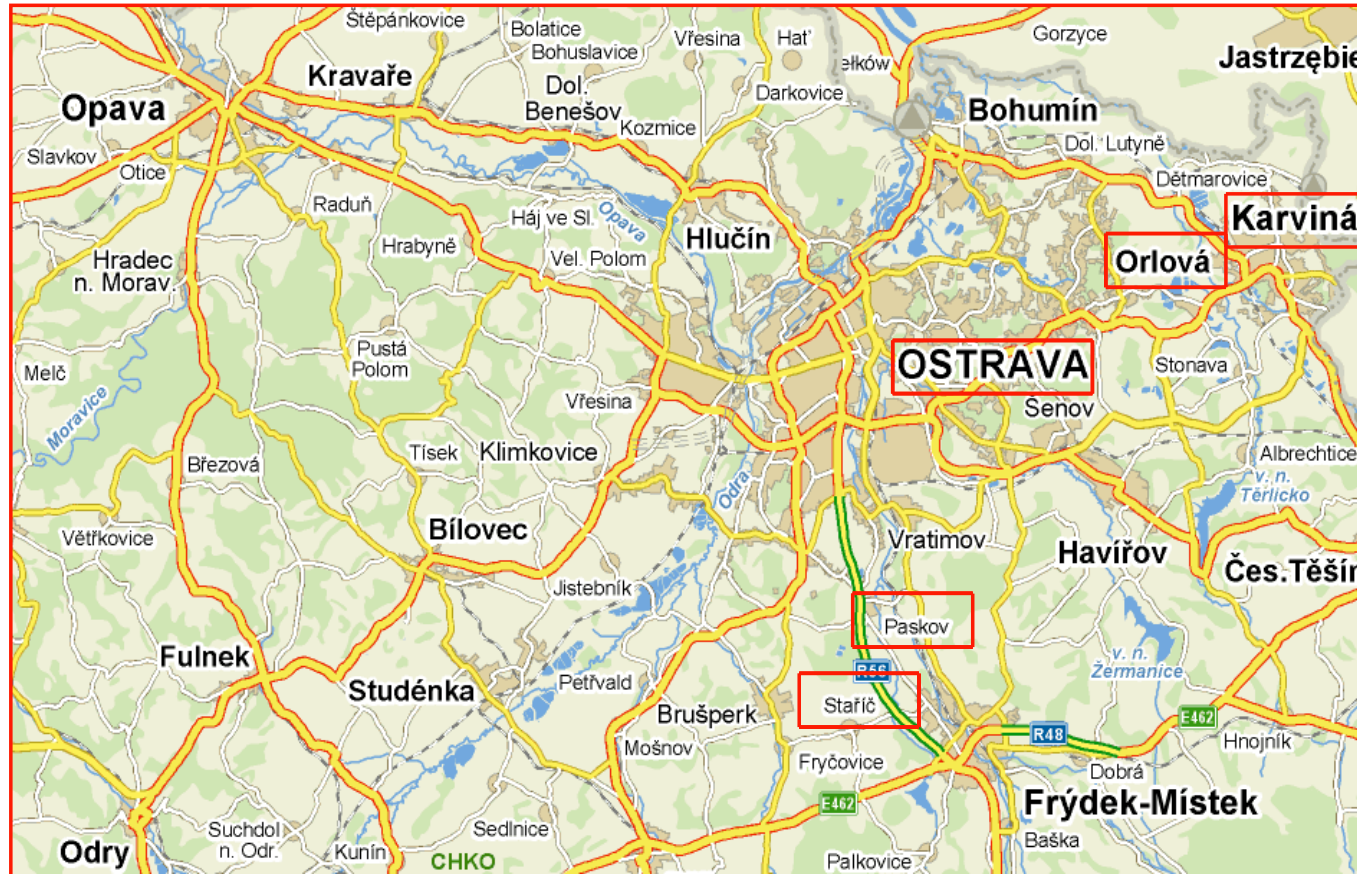 Štěpánkovice
Bolatice
Bohuslavice
Vřesina
Hať
Gorzyce
ełków
Jastrzębie
Kravaře
Dol.
Benešov
Darkovice
Opava
Kozmice
Bohumín
Slavkov
Otice
Dol. Lutyně
Dětmarovice
Raduň
Háj ve Sl.
Opava
Karviná
Hrabyně
Hlučín
Orlová
Hradec
n. Morav.
Vel. Polom
Pustá
Polom
OSTRAVA
Stonava
Melč
Moravice
Vřesina
Šenov
Březová
Tísek
Klimkovice
Albrechtice
Odra
v. n.
Těrlicko
Větřkovice
Bílovec
Vratimov
Havířov
Čes.Těšín
Jistebník
Paskov
Fulnek
R56
v. n.
Žermanice
Studénka
Petřvald
Brušperk
Staříč
E462
R48
Hnojník
Mošnov
Fryčovice
Dobrá
E462
Frýdek-Místek
Suchdol
n. Odr.
Sedlnice
Baška
Odry
Kunín
CHKO
Palkovice